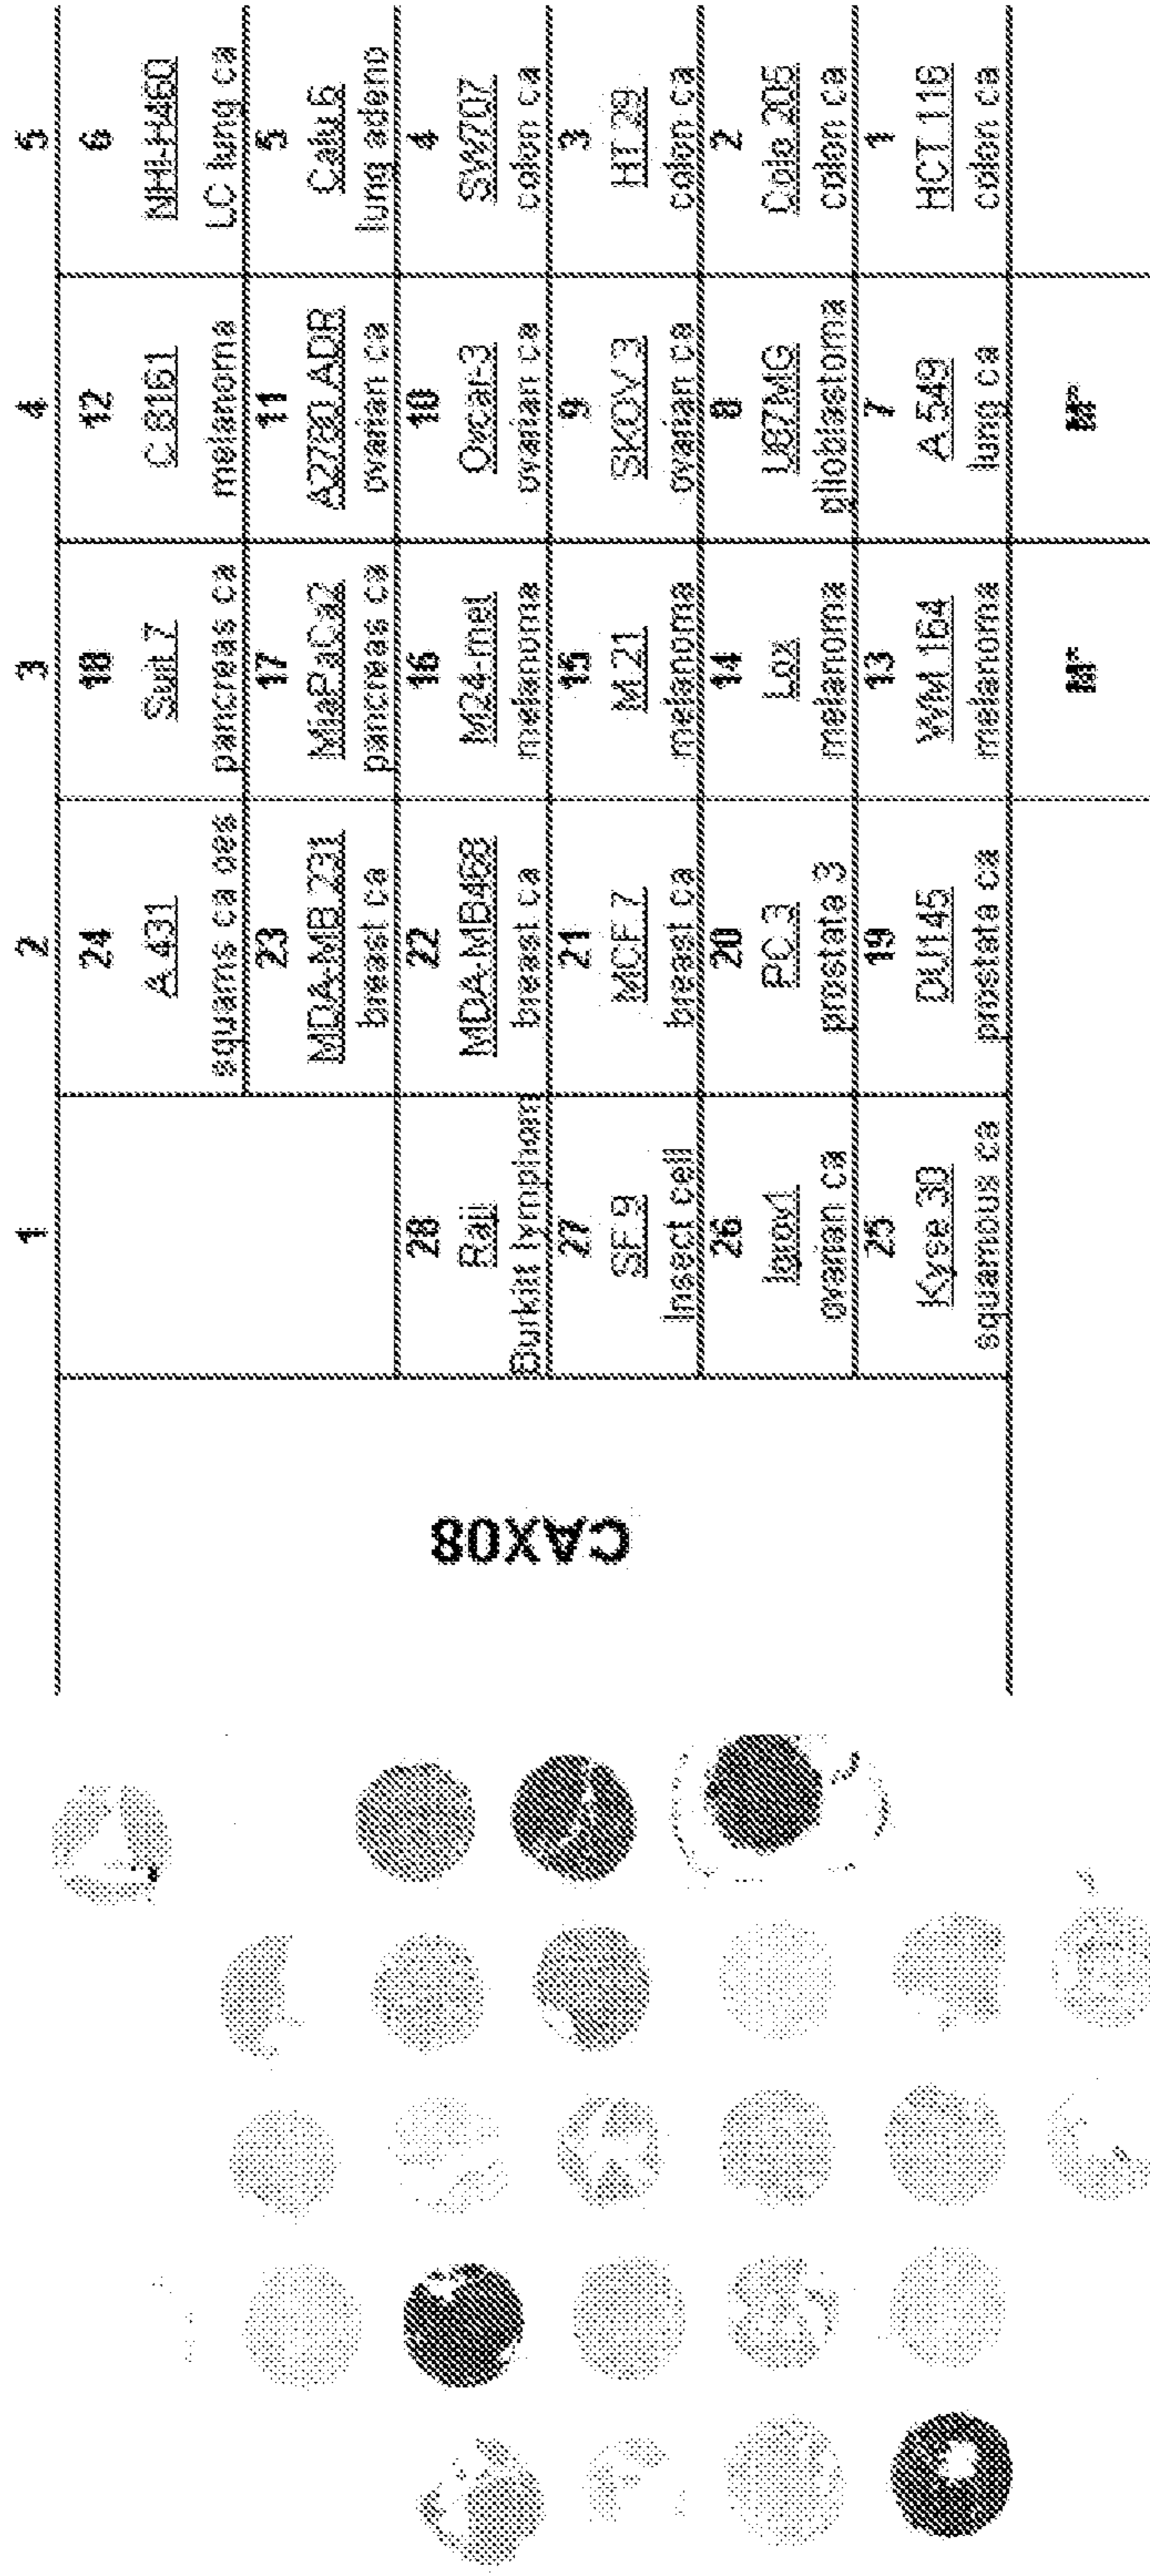 1
2
3
4
5
24
18
12
6
A 431
Suit 7
C 8161
NHI-H460
squams ca oes
pancreas ca
melanoma
LC lung ca
23
17
11
5
MDA-MB 231
MiaPaCa2
A2780 ADR
Calu 6
breast ca
pancreas ca
ovarian ca
lung adeno
CAX08
28
22
16
10
4
Raji
MDA-MB468
M24-met
Ovcar-3
SW707
Burkitt lymphom
breast ca
melanoma
ovarian ca
colon ca
27
21
15
9
3
SF 9
MCF 7
M 21
SKOV 3
HT 29
Insect cell
breast ca
melanoma
ovarian ca
colon ca
26
20
14
8
2
Igrov1
PC 3
Lox
U87MG
Colo 205
ovarian ca
prostata 3
melanoma
glioblastoma
colon ca
25
19
13
7
1
Kyse 30
DU145
WM 164
A 549
HCT 116
squamous ca
prostata ca
melanoma
lung ca
colon ca